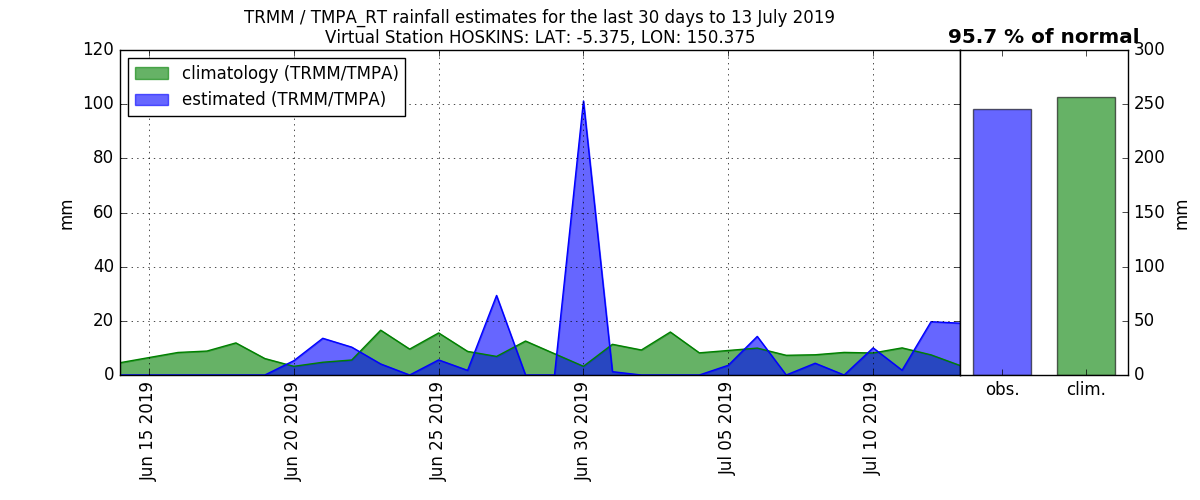 TRMM / TMPA_RT rainfall estimates for the last 30 days to 13 July 2019
Virtual Station HOSKINS: LAT: -5.375, LON: 150.375
95.7 % of normal
climatology (TRMM/TMPA)
estimated (TRMM/TMPA)
120
100
80
60
40
20
0
mm
Jun 15 2019
Jun 20 2019
Jun 25 2019
Jun 30 2019
Jul 05 2019
Jul 10 2019
300
250
200
150
100
50
0
mm
obs.
clim.